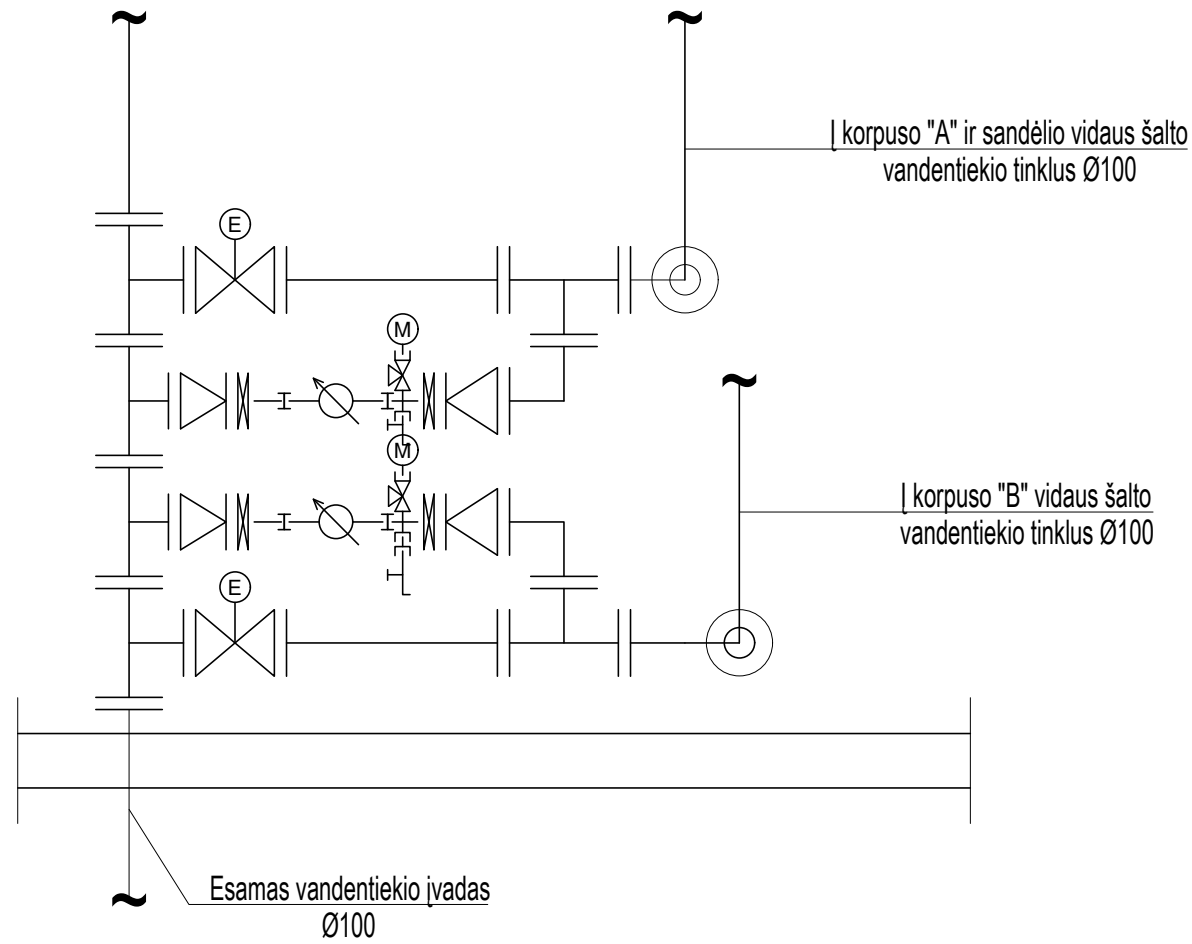 Į korpuso "A" ir sandėlio vidaus šalto
vandentiekio tinklus Ø100
E
M
M
Į korpuso "B" vidaus šalto
vandentiekio tinklus Ø100
E
Esamas vandentiekio įvadas
Ø100